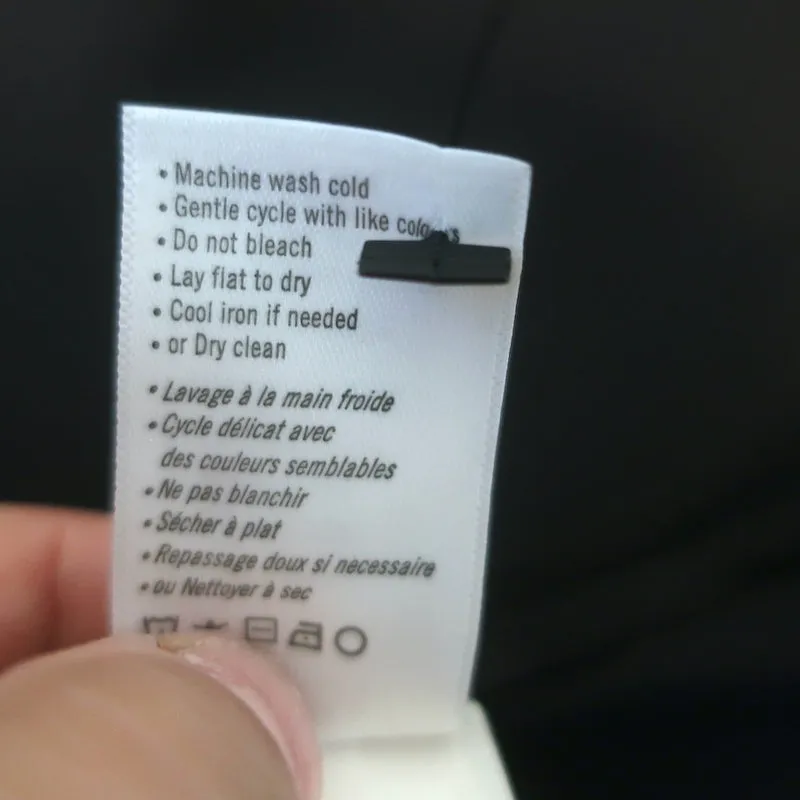 • Machine wash cold
• Gentle cycle with like colours
• Do not bleach
• Lay flat to dry
• Cool iron if needed
• or Dry clean
• Lavage à la main froide
• Cycle délicat avec
des couleurs semblables
• Ne pas blanchir
• Sécher à plat
• Repassage doux si necessaire
• ou Nettoyer à sec